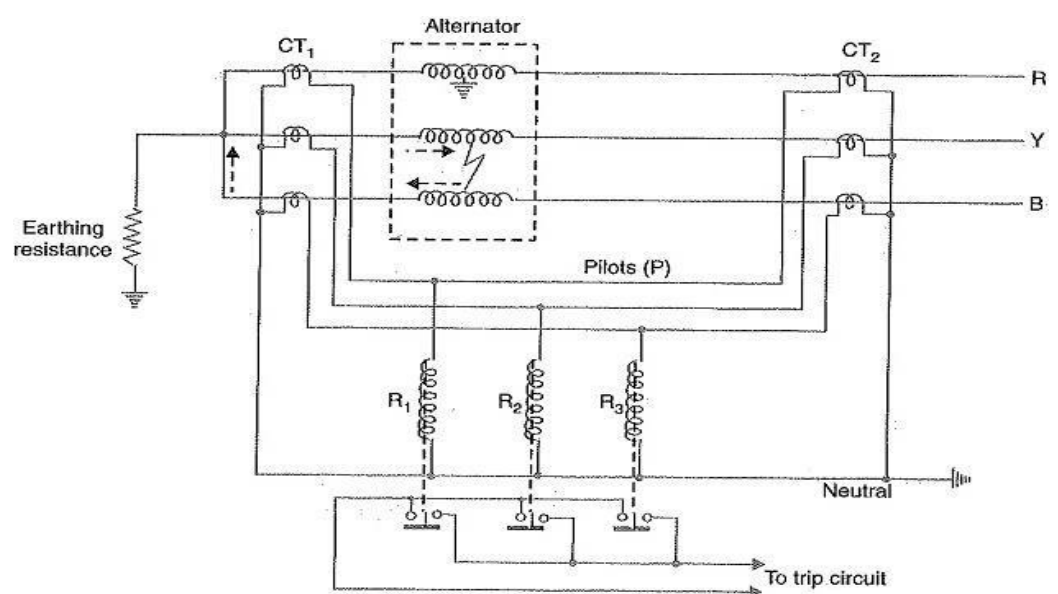 Alternator
CT1
CT2
R
Y
B
Earthing
resistance
Pilots (P)
R1
R2
R3
Neutral
To trip circuit